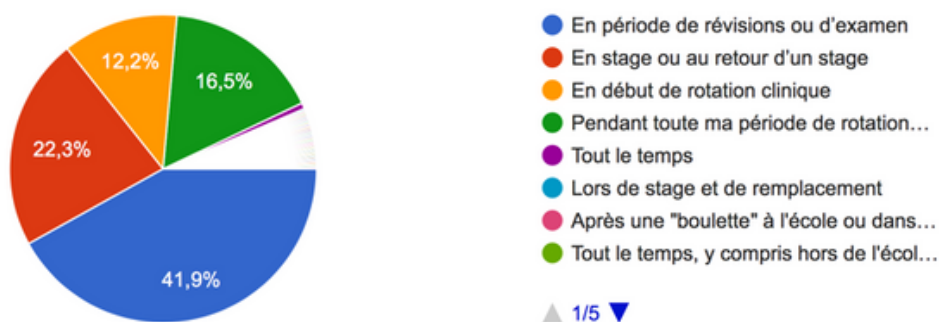 12,2%
16,5%
22,3%
41,9%
En période de révisions ou d'examen
En stage ou au retour d'un stage
En début de rotation clinique
Pendant toute ma période de rotation...
Tout le temps
Lors de stage et de remplacement
Après une "boulette" à l'école ou dans...
Tout le temps, y compris hors de l'écol...
1/5